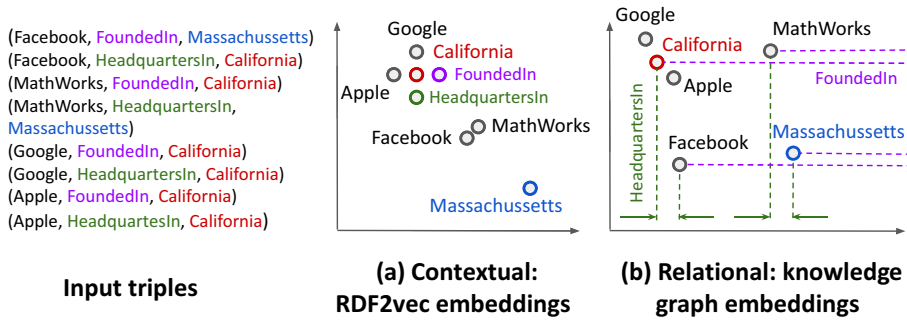 (Facebook, FoundedIn, Massachussetts)
(Facebook, HeadquartersIn, California)
(MathWorks, FoundedIn, California)
(MathWorks, HeadquartersIn,
Massachussetts)
(Google, FoundedIn, California)
(Google, HeadquartersIn, California)
(Apple, FoundedIn, California)
(Apple, HeadquartesIn, California)
Input triples
Google
California
FoundedIn
Apple
HeadquartersIn
MathWorks
Facebook
Massachussetts
(a) Contextual:
RDF2vec embeddings
Google
MathWorks
California
Apple
FoundedIn
HeadquartersIn
Facebook
Massachussetts
(b) Relational: knowledge
graph embeddings